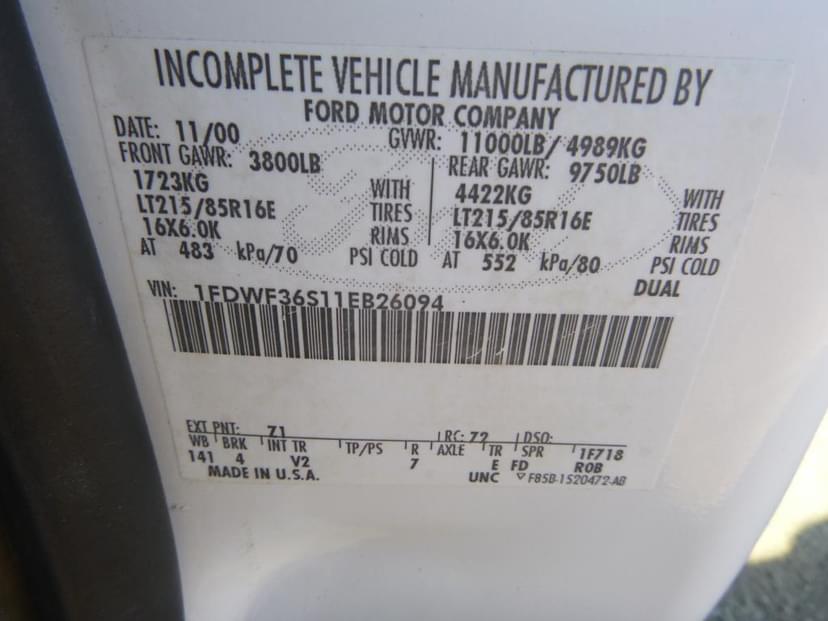 INCOMPLETE VEHICLE MANUFACTURED BY
FORD MOTOR COMPANY
DATE: 11/00 GVWR: 11000LB/ 4989KG
FRONT GAWR: 3800LB REAR GAWR: 9750LB
1723KG WITH 4422KG WITH
LT215/85R16E TIRES LT215/85R16E TIRES
16X6.0K RIMS 16X6.0K RIMS
AT 483 kPa/70 PSI COLD AT 552 kPa/80 PSI COLD
DUAL
VIN: 1FDWF36S11EB26094
EXT PNT: Z1 RC: 72 DSO:
WB BRK INT TR TP/PS R AXLE TR SPR 1F718
141 4 V2 7 E FD ROB
MADE IN U.S.A. UNC F85B-1520472-AB